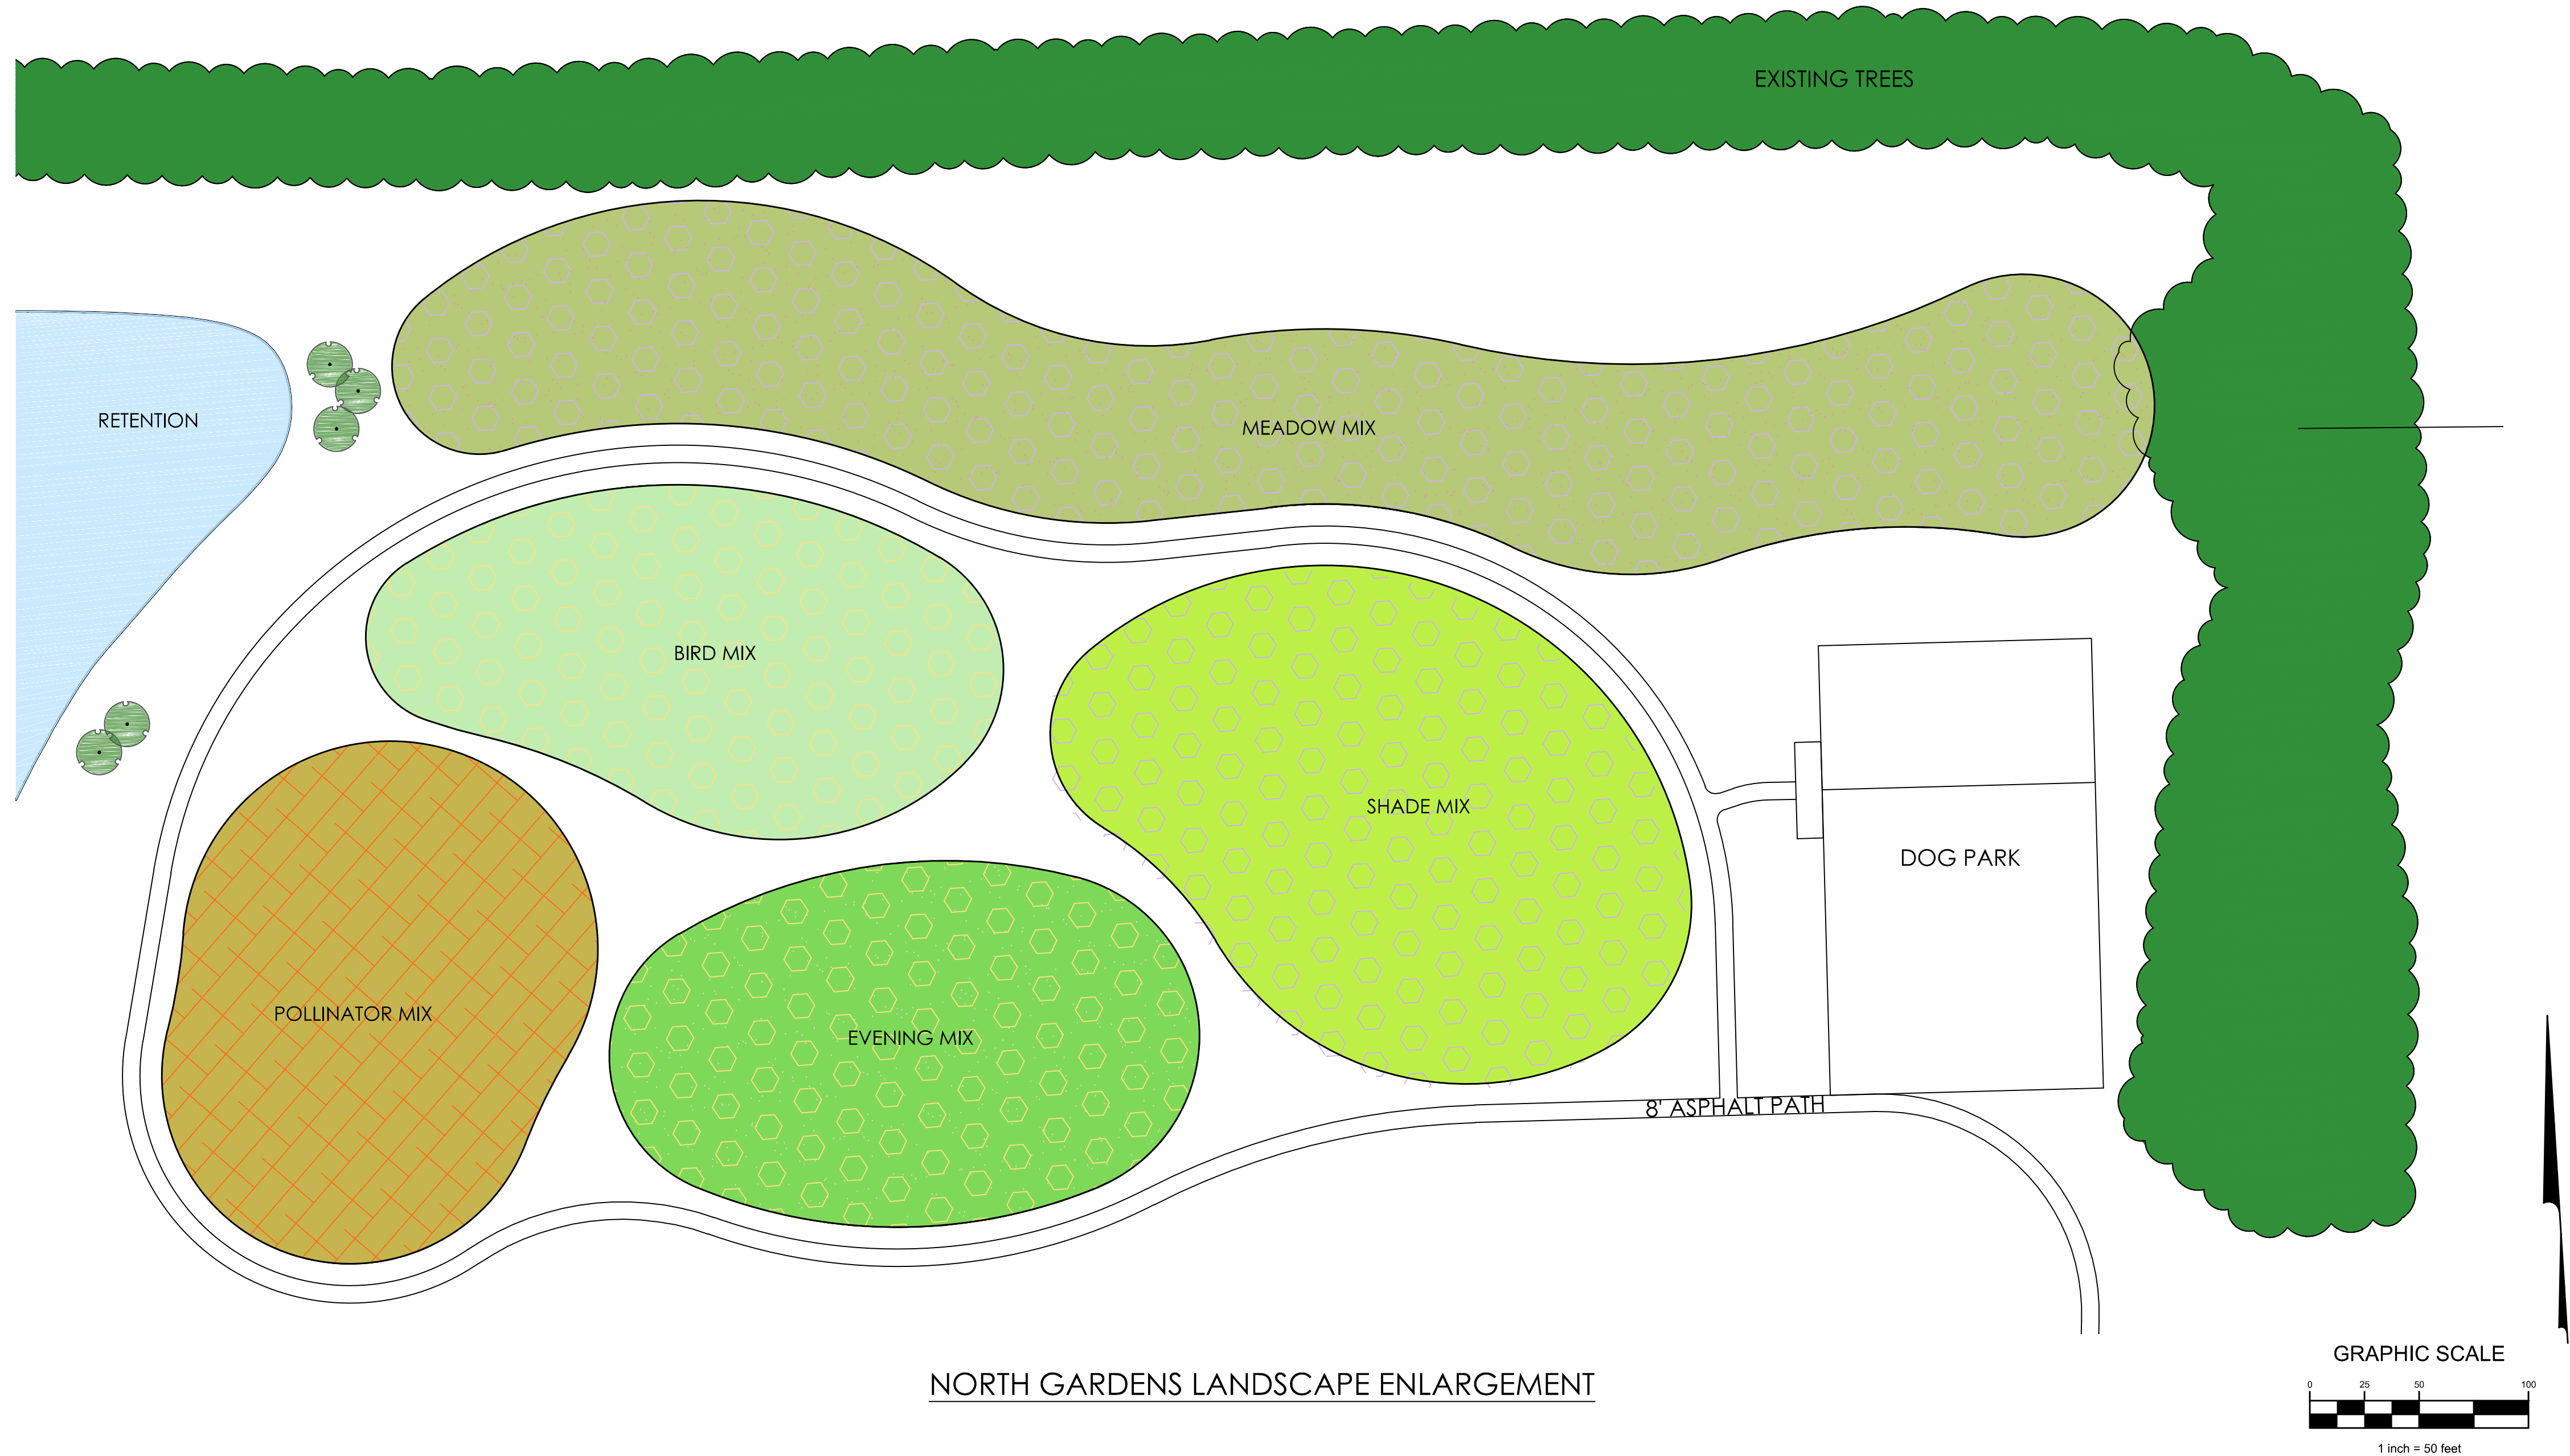 EXISTING TREES
RETENTION
MEADOW MIX
BIRD MIX
SHADE MIX
DOG PARK
POLLINATOR MIX
EVENING MIX
8' ASPHALT PATH
NORTH GARDENS LANDSCAPE ENLARGEMENT
GRAPHIC SCALE
0 25 50 100
1 inch = 50 feet